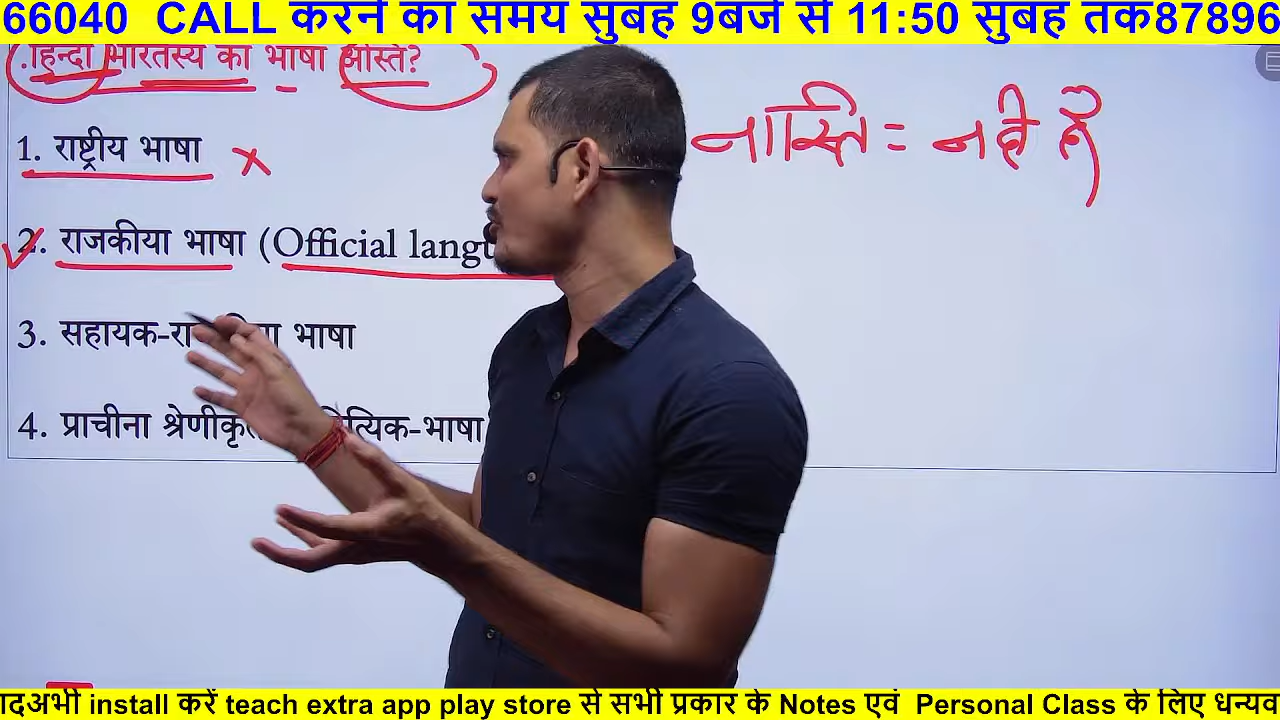 66040 CALL करने का समय सुबह 9बजे से 11:50 सुबह तक87896
.हिन्दी भारतस्य का भाषा अस्ति?
नास्ति = नही है
1. राष्ट्रीय भाषा ×
2. राजकीया भाषा (Official
3. सहायक- भाषा
4. प्राचीना
ादअभी install करें teach extra app play store से सभी प्रकार के Notes एवं Personal Class के लिए धन्यव